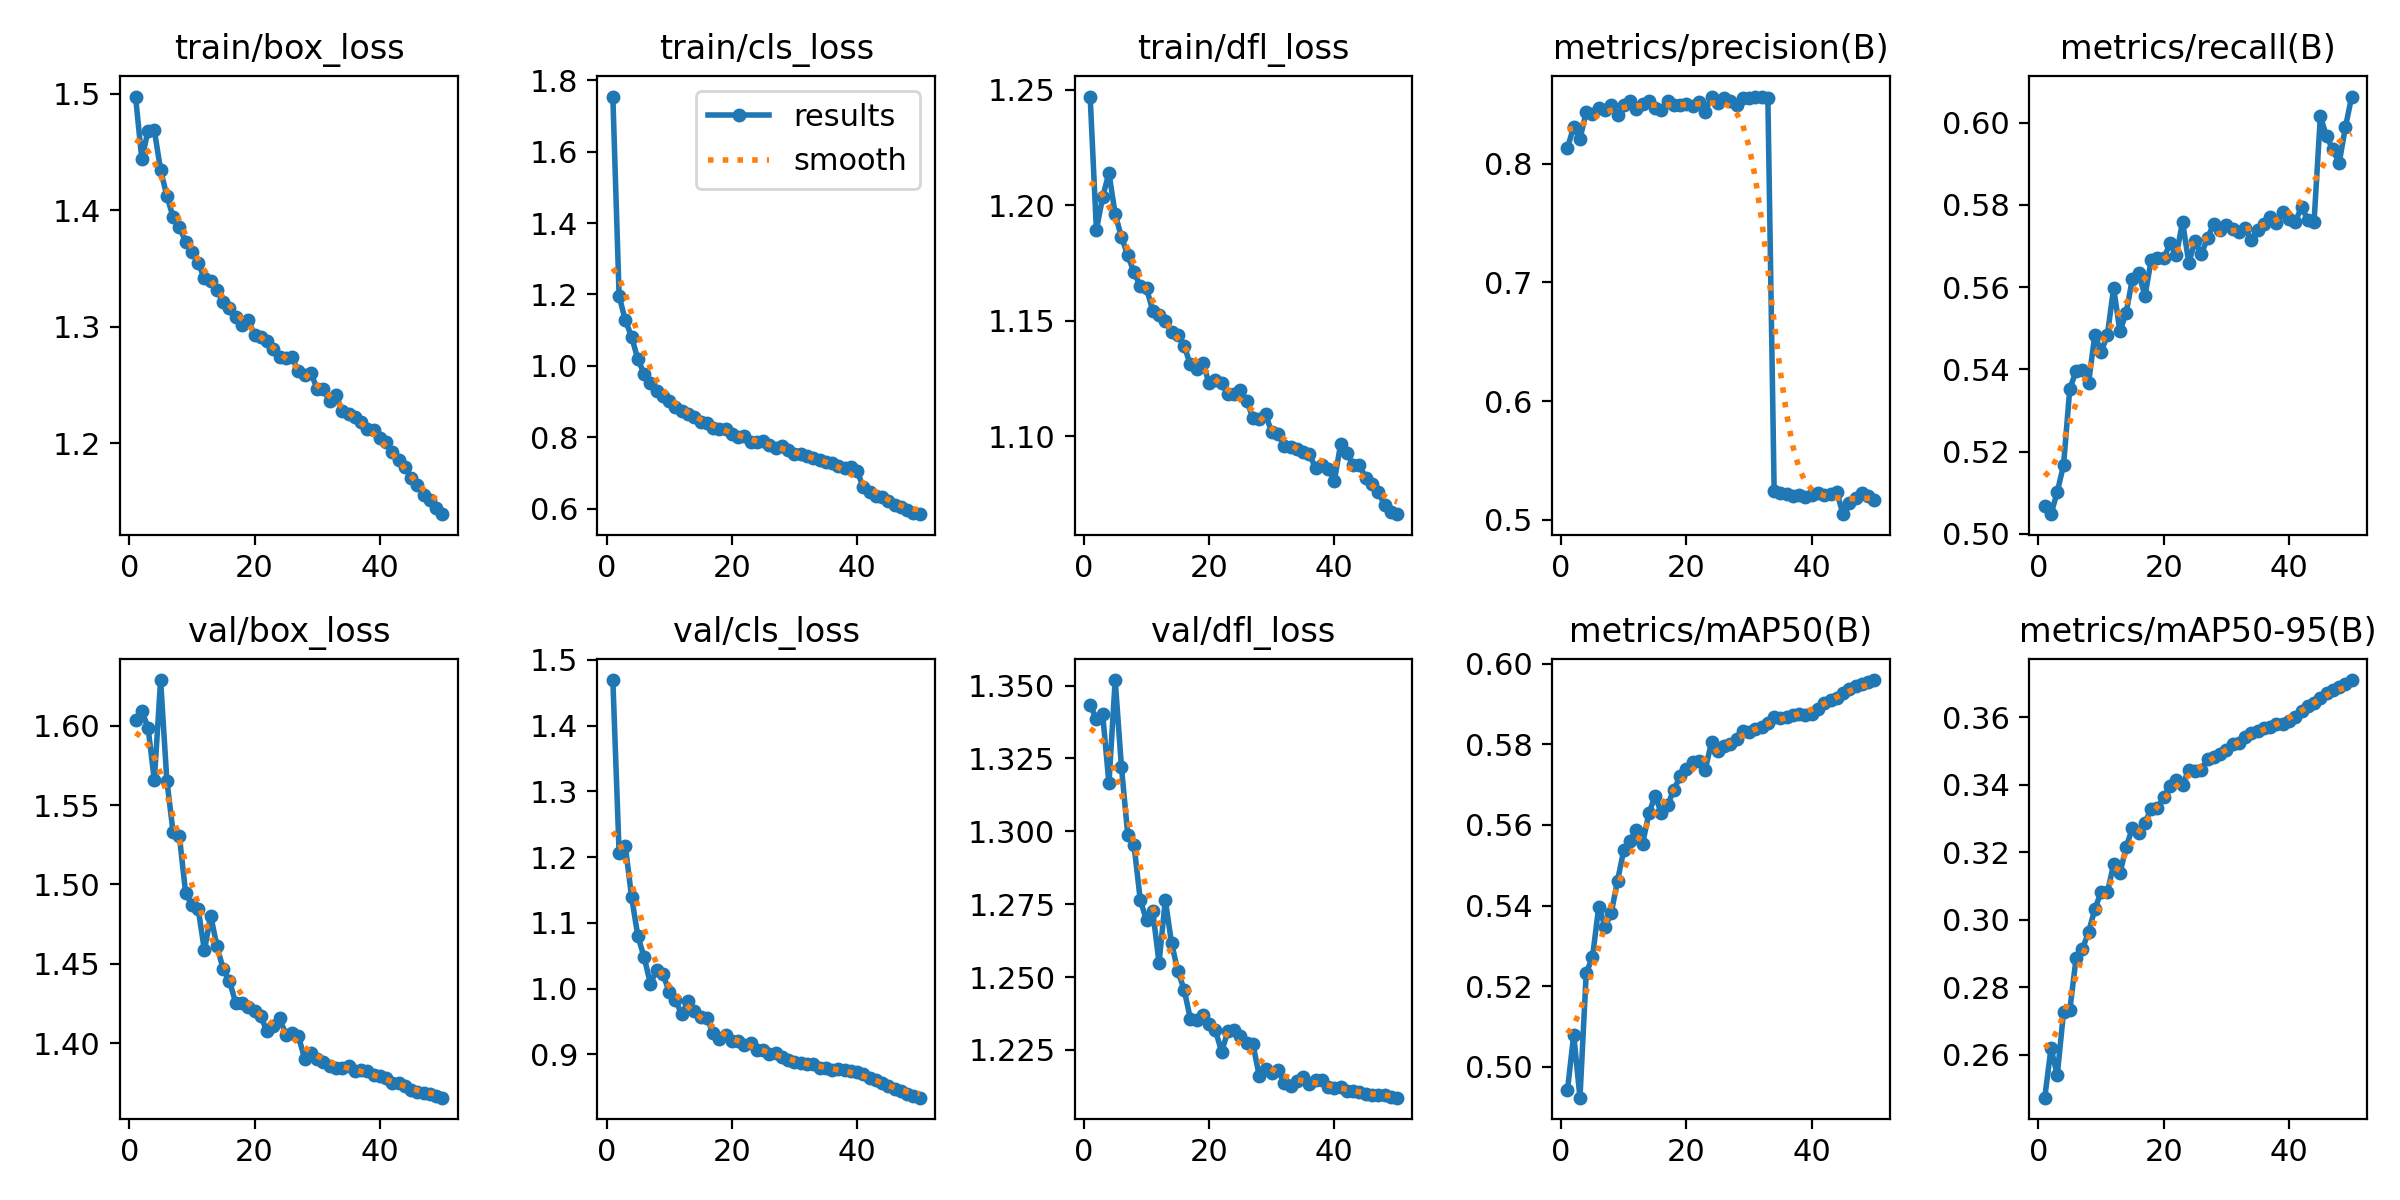 train/box_loss
1.5
1.4
1.3
1.2
0 20 40
train/cls_loss
results
smooth
1.8
1.6
1.4
1.2
1.0
0.8
0.6
0 20 40
train/dfl_loss
1.25
1.20
1.15
1.10
0 20 40
metrics/precision(B)
0.8
0.7
0.6
0.5
0 20 40
metrics/recall(B)
0.60
0.58
0.56
0.54
0.52
0.50
0 20 40
val/box_loss
1.60
1.55
1.50
1.45
1.40
0 20 40
val/cls_loss
1.5
1.4
1.3
1.2
1.1
1.0
0.9
0 20 40
val/dfl_loss
1.350
1.325
1.300
1.275
1.250
1.225
0 20 40
metrics/mAP50(B)
0.60
0.58
0.56
0.54
0.52
0.50
0 20 40
metrics/mAP50-95(B)
0.36
0.34
0.32
0.30
0.28
0.26
0 20 40